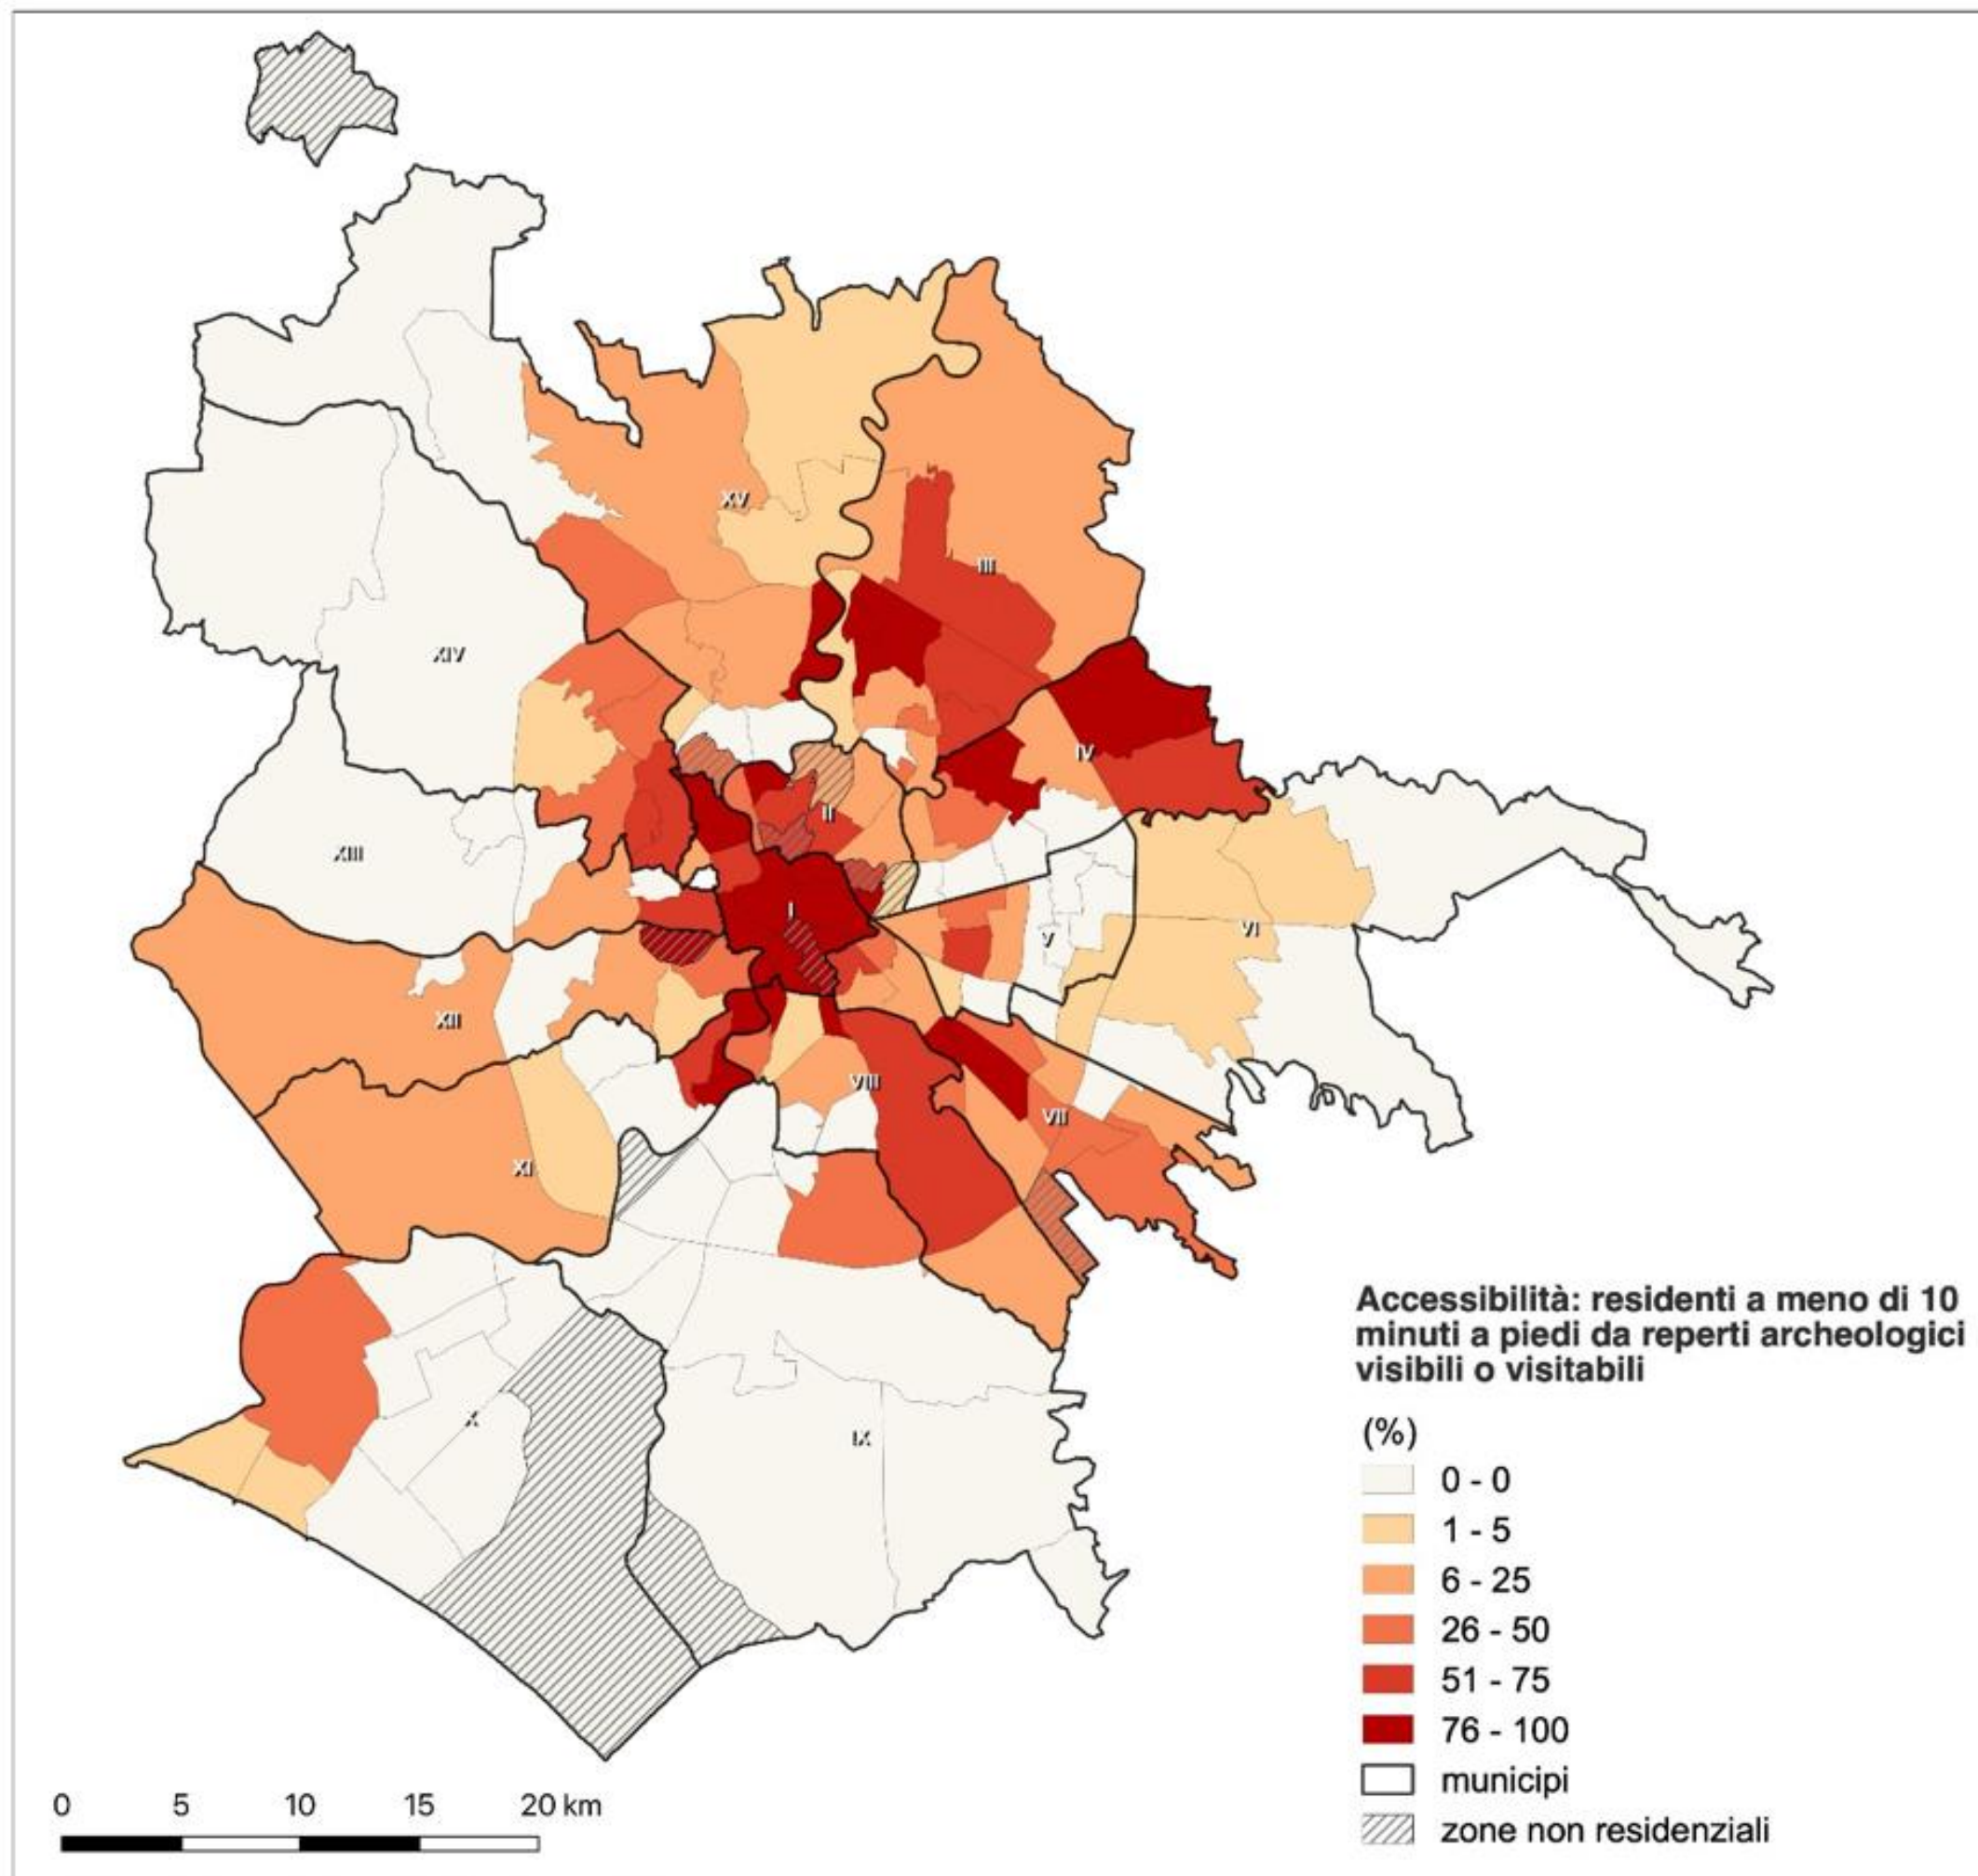 XV
III
XIV
IV
II
XIII
I
VI
V
XII
VIII
VII
XI
X
IX
Accessibilità: residenti a meno di 10
minuti a piedi da reperti archeologici
visibili o visitabili
(%)
0 - 0
1 - 5
6 - 25
26 - 50
51 - 75
76 - 100
municipi
zone non residenziali
0 5 10 15 20 km